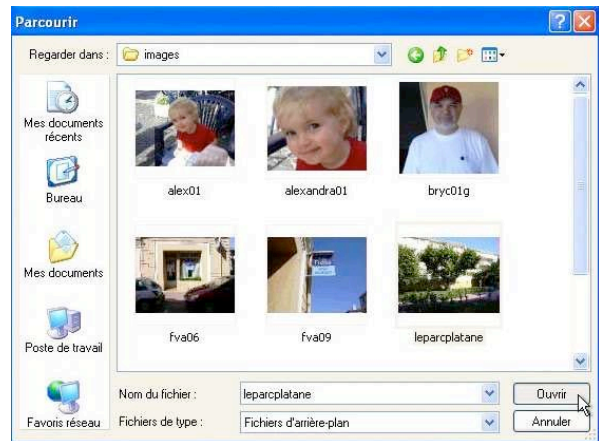 Parcourir
Regarder dans :
images
Mes documents
récents
Bureau
Mes documents
Poste de travail
Favoris réseau
alex01
alexandra01
bryc01g
fva06
fva09
leparcplatane
Nom du fichier :
leparcplatane
Ouvrir
Fichiers de type :
Fichiers d'arrière-plan
Annuler